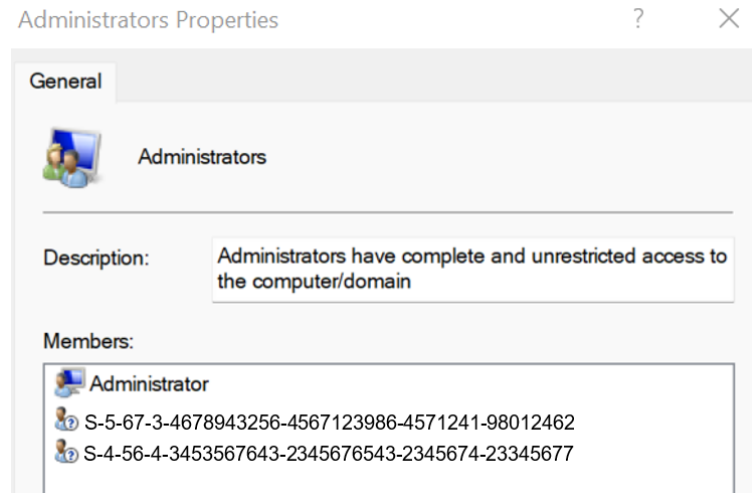 Administrators Properties ? ×
General
Administrators
Description: Administrators have complete and unrestricted access to
the computer/domain
Members:
Administrator
S-5-67-3-4678943256-4567123986-4571241-98012462
S-4-56-4-3453567643-2345676543-2345674-23345677